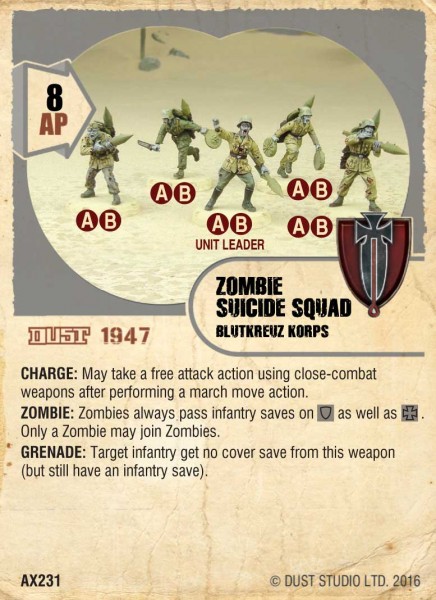 8
AP
A B
A B
A B
A B
A B
UNIT LEADER
ZOMBIE
SUICIDE SQUAD
BLUTKREUZ KORPS
DUST 1947
CHARGE: May take a free attack action using close-combat
weapons after performing a march move action.
ZOMBIE: Zombies always pass infantry saves on as well as .
Only a Zombie may join Zombies.
GRENADE: Target infantry get no cover save from this weapon
(but still have an infantry save).
AX231
© DUST STUDIO LTD. 2016